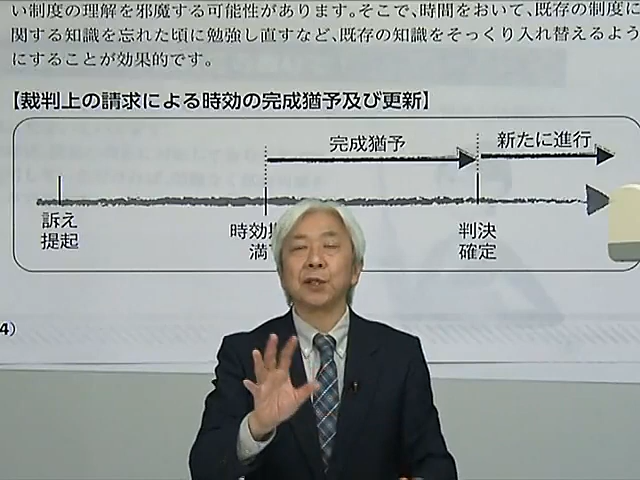 い制度の理解を邪魔する可能性があります。そこで、時間をおいて、既存の制度に
関する知識を忘れた頃に勉強し直すなど、既存の知識をそっくり入れ替えるよう
にすることが効果的です。
【裁判上の請求による時効の完成猶予及び更新】
完成猶予
新たに進行
訴え
提起
時効
満
判決
確定
4)